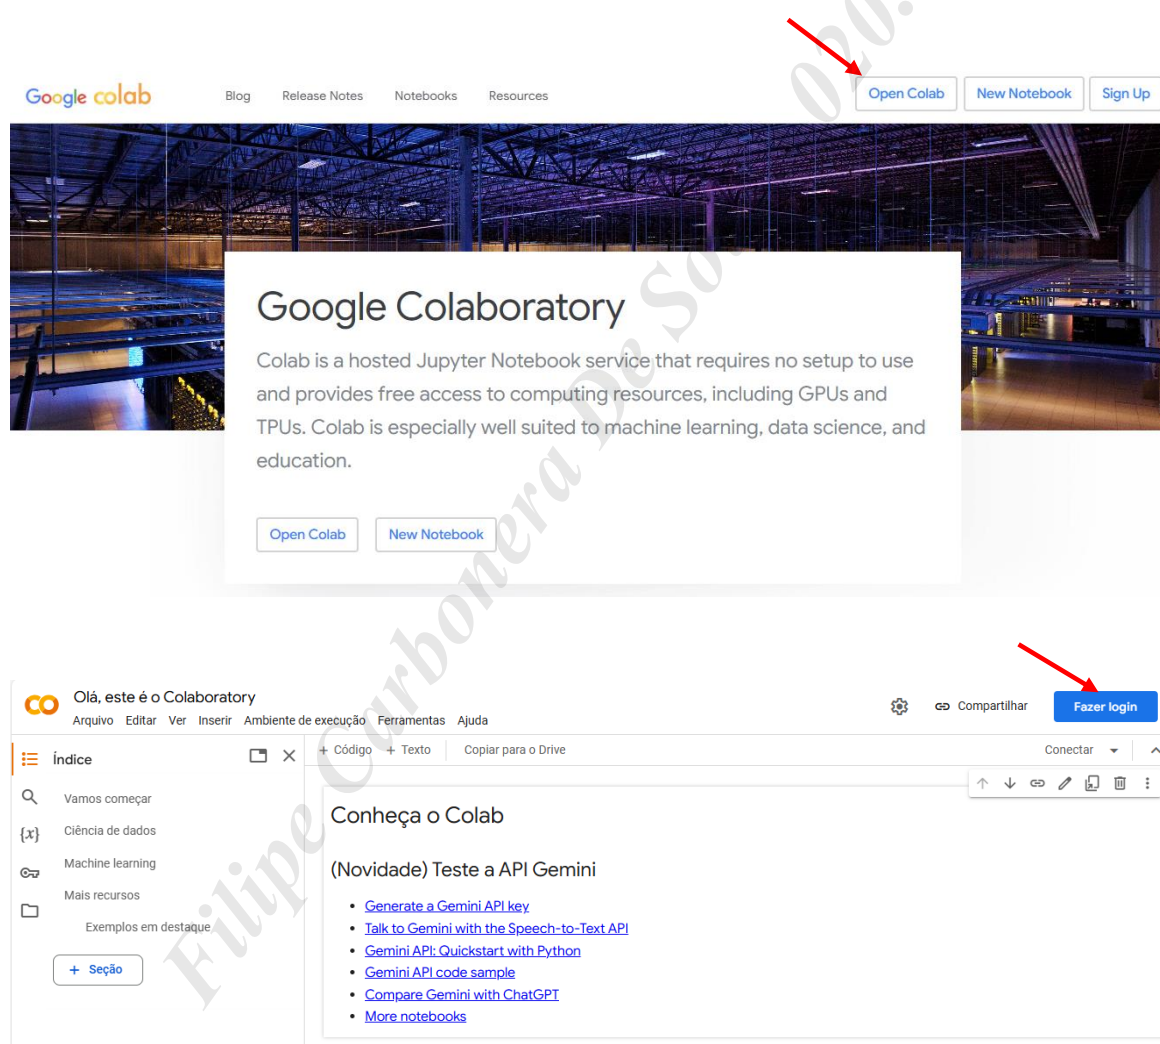 Google colab
Blog
Release Notes
Notebooks
Resources
Open Colab
New Notebook
Sign Up
Google Colaboratory
Colab is a hosted Jupyter Notebook service that requires no setup to use
and provides free access to computing resources, including GPUs and
TPUs. Colab is especially well suited to machine learning, data science, and
education.
Open Colab
New Notebook
Olá, este é o Colaboratory
Arquivo Editar Ver Inserir Ambiente de execução Ferramentas Ajuda
Compartilhar
Fazer login
Índice
+ Código + Texto
Copiar para o Drive
Conectar
Vamos começar
Ciência de dados
Machine learning
Mais recursos
Exemplos em destaque
+ Seção
{x}
Conheça o Colab
(Novidade) Teste a API Gemini
• Generate a Gemini API key
• Talk to Gemini with the Speech-to-Text API
• Gemini API: Quickstart with Python
• Gemini API code sample
• Compare Gemini with ChatGPT
• More notebooks
Filipe Carbonera De Sou 020.